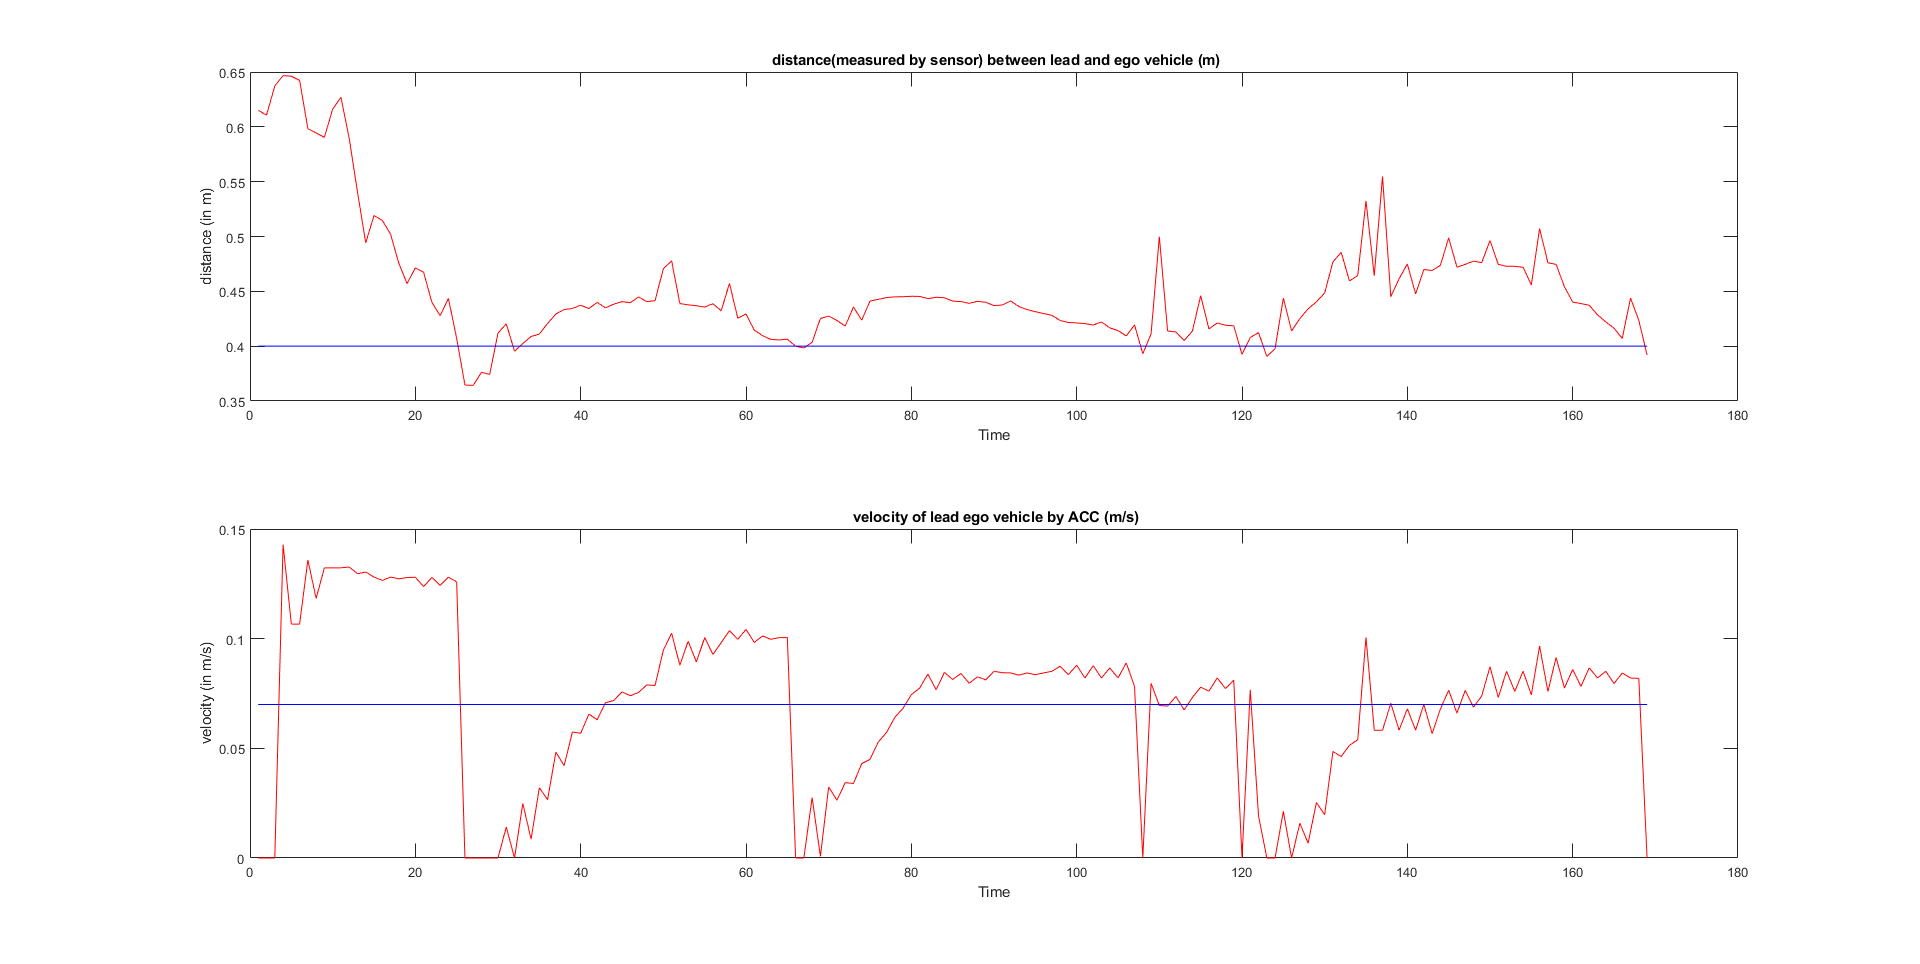 distance(measured by sensor) between lead and ego vehicle (m)
0.65
0.6
0.55
0.5
0.45
0.4
0.35
distance (in m)
0 20 40 60 80 100 120 140 160 180
Time
velocity of lead ego vehicle by ACC (m/s)
0.15
0.1
0.05
0
velocity (in m/s)
0 20 40 60 80 100 120 140 160 180
Time